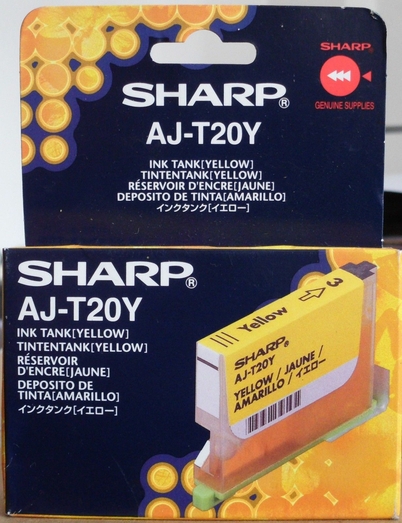 SHARP
GENUINE SUPPLIES
SHARP®
AJ-T20Y
INK TANK[YELLOW]
TINTENTANK[YELLOW]
RÉSERVOIR D'ENCRE[JAUNE]
DEPOSITO DE TINTA[AMARILLO]
インクタンク[イエロー]
SHARP®
AJ-T20Y
INK TANK[YELLOW]
TINTENTANK[YELLOW]
RÉSERVOIR
D'ENCRE[JAUNE]
DEPOSITO DE
TINTA[AMARILLO]
インクタンク[イエロー]
Yellow 3
SHARP®
AJ-T20Y
YELLOW / JAUNE /
AMARILLO / イエロー